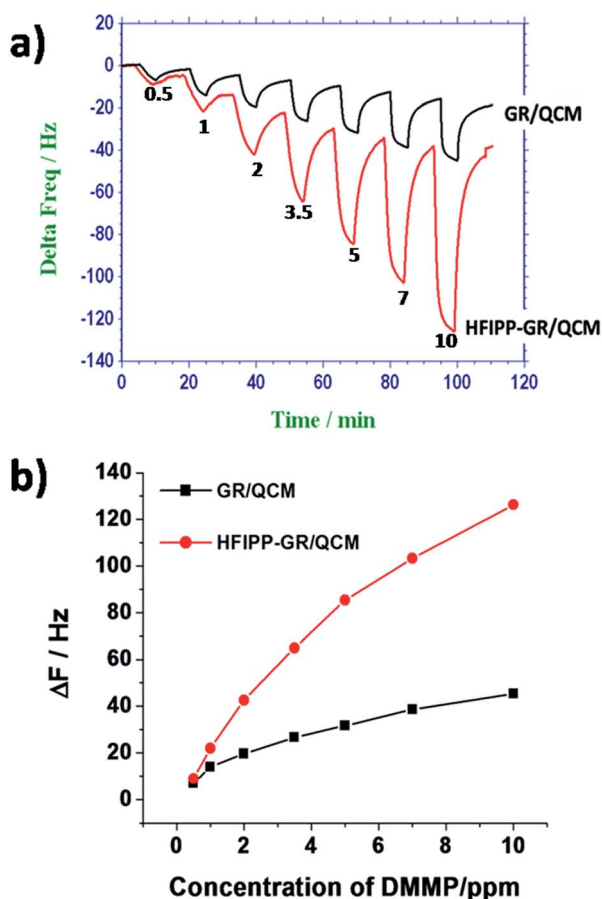 a)
20
0
-20
-40
-60
-80
-100
-120
-140
Delta Freq / Hz
0.5
1
2
3.5
5
7
10
GR/QCM
HFIPP-GR/QCM
0 20 40 60 80 100 120
Time / min
b)
140
120
100
80
60
40
20
0
ΔF / Hz
GR/QCM
HFIPP-GR/QCM
0 2 4 6 8 10
Concentration of DMMP/ppm